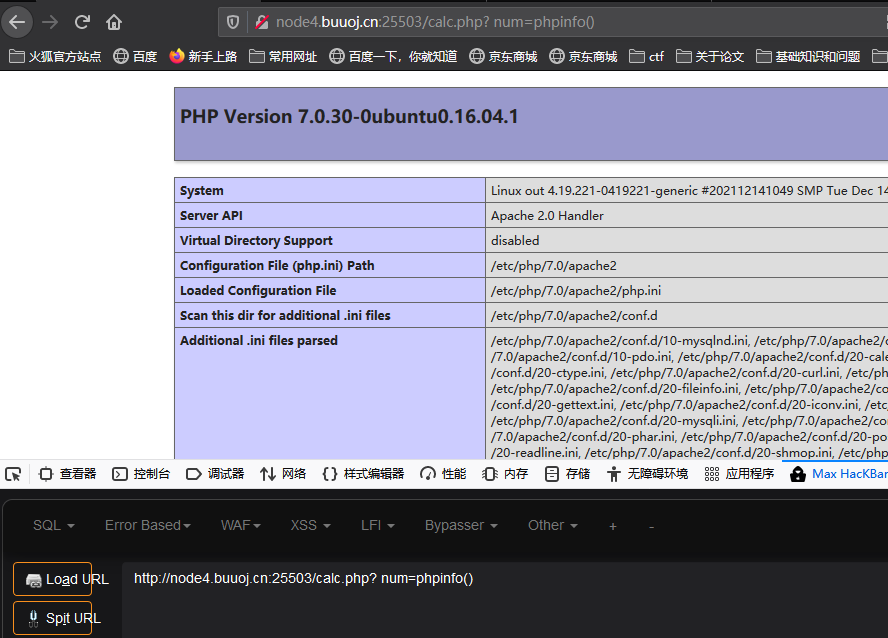 node4.buuoj.cn:25503/calc.php? num=phpinfo()
火狐官方站点 百度 新手上路 常用网址 百度一下，你就知道 京东商城 京东商城 ctf 关于论文 基础知识和问题
PHP Version 7.0.30-0ubuntu0.16.04.1
System Linux out 4.19.221-0419221-generic #202112141049 SMP Tue Dec 14
Server API Apache 2.0 Handler
Virtual Directory Support disabled
Configuration File (php.ini) Path /etc/php/7.0/apache2
Loaded Configuration File /etc/php/7.0/apache2/php.ini
Scan this dir for additional .ini files /etc/php/7.0/apache2/conf.d
Additional .ini files parsed /etc/php/7.0/apache2/conf.d/10-mysqlnd.ini, /etc/php/7.0/apache2/
7.0/apache2/conf.d/10-pdo.ini, /etc/php/7.0/apache2/conf.d/20-cale
/conf.d/20-ctype.ini, /etc/php/7.0/apache2/conf.d/20-curl.ini, /etc/ph
/etc/php/7.0/apache2/conf.d/20-fileinfo.ini, /etc/php/7.0/apache2/co
/conf.d/20-gettext.ini, /etc/php/7.0/apache2/conf.d/20-iconv.ini, /etc
/etc/php/7.0/apache2/conf.d/20-mysqli.ini, /etc/php/7.0/apache2/co
/7.0/apache2/conf.d/20-phar.ini, /etc/php/7.0/apache2/conf.d/20-po
/20-readline.ini, /etc/php/7.0/apache2/conf.d/20-shmop.ini, /etc/php
查看器 控制台 调试器 网络 样式编辑器 性能 内存 存储 无障碍环境 应用程序 Max HacKBar
SQL Error Based WAF XSS LFI Bypasser Other + -
Load URL http://node4.buuoj.cn:25503/calc.php? num=phpinfo()
Split URL